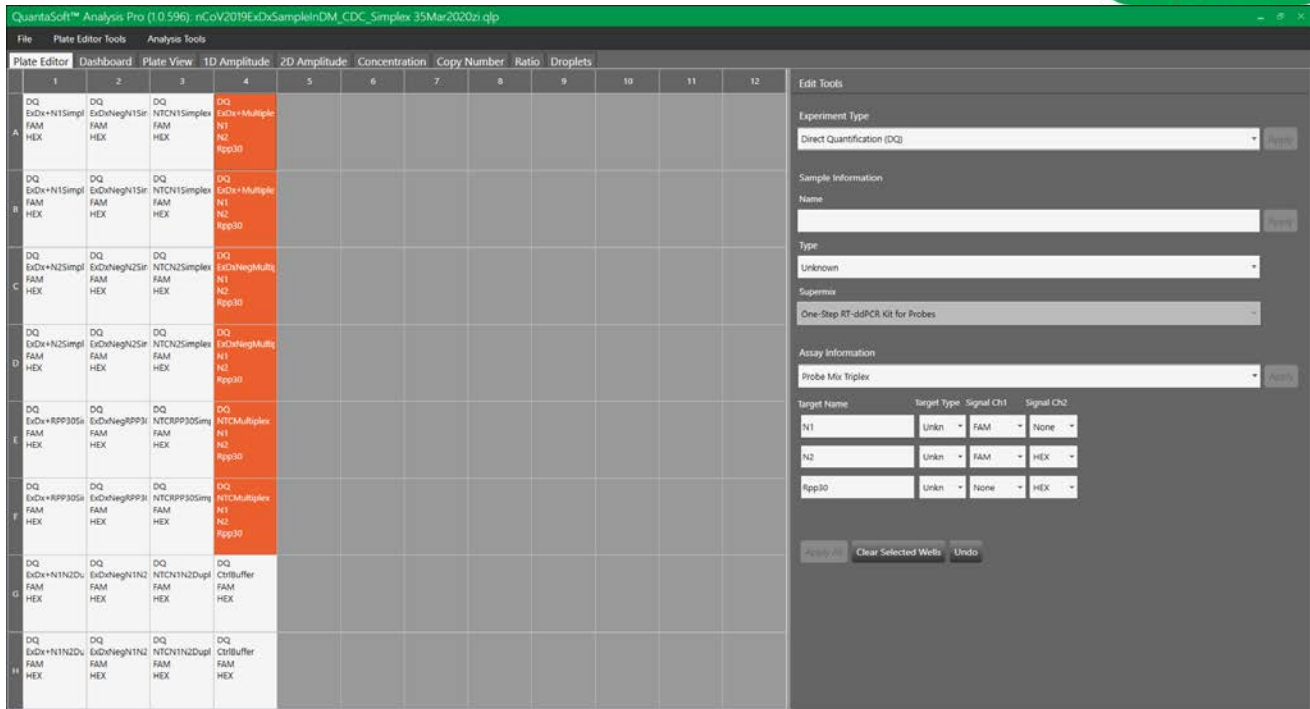 QuantaSoft™ Analysis Pro (1.0.596): nCoV2019ExDxSampleInDM_CDC_Simplex 35Mar2020zi.qlp
File Plate Editor Tools Analysis Tools
Plate Editor Dashboard Plate View 1D Amplitude 2D Amplitude Concentration Copy Number Ratio Droplets
1 2 3 4 5 6 7 8 9 10 11 12
A
DQ DQ DQ DQ
ExDx+N1Simpl ExDxNegN1Sir NTCN1Simplex ExDx+Multiple
FAM FAM FAM N1
HEX HEX HEX N2
Rpp30
B
DQ DQ DQ DQ
ExDx+N1Simpl ExDxNegN1Sir NTCN1Simplex ExDx+Multiple
FAM FAM FAM N1
HEX HEX HEX N2
Rpp30
C
DQ DQ DQ DQ
ExDx+N2Simpl ExDxNegN2Sir NTCN2Simplex ExDxNegMultip
FAM FAM FAM N1
HEX HEX HEX N2
Rpp30
D
DQ DQ DQ DQ
ExDx+N2Simpl ExDxNegN2Sir NTCN2Simplex ExDxNegMultip
FAM FAM FAM N1
HEX HEX HEX N2
Rpp30
E
DQ DQ DQ DQ
ExDx+RPP30Si ExDxNegRPP3( NTCRPP30Simp NTCMultiplex
FAM FAM FAM N1
HEX HEX HEX N2
Rpp30
F
DQ DQ DQ DQ
ExDx+RPP30Si ExDxNegRPP3( NTCRPP30Simp NTCMultiplex
FAM FAM FAM N1
HEX HEX HEX N2
Rpp30
G
DQ DQ DQ DQ
ExDx+N1N2Du ExDxNegN1N2 NTCN1N2Dupl CtrlBuffer
FAM FAM FAM FAM
HEX HEX HEX HEX
H
DQ DQ DQ DQ
ExDx+N1N2Du ExDxNegN1N2 NTCN1N2Dupl CtrlBuffer
FAM FAM FAM FAM
HEX HEX HEX HEX
Edit Tools
Experiment Type
Direct Quantification (DQ) Apply
Sample Information
Name
Apply
Type
Unknown
Supermix
One-Step RT-ddPCR Kit for Probes
Assay Information
Probe Mix Triplex Apply
Target Name Target Type Signal Ch1 Signal Ch2
N1 Unkn FAM None
N2 Unkn FAM HEX
Rpp30 Unkn None HEX
Apply All Clear Selected Wells Undo